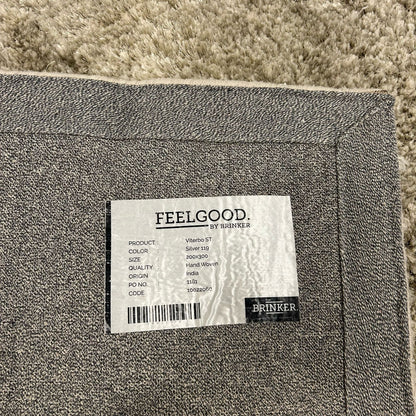 FEELGOOD.
BY BRINKER
PRODUCT Viterbo ST
COLOR Silver 119
SIZE 200x300
QUALITY Hand Woven
ORIGIN India
PO NO. 1161
CODE
BRINKER.